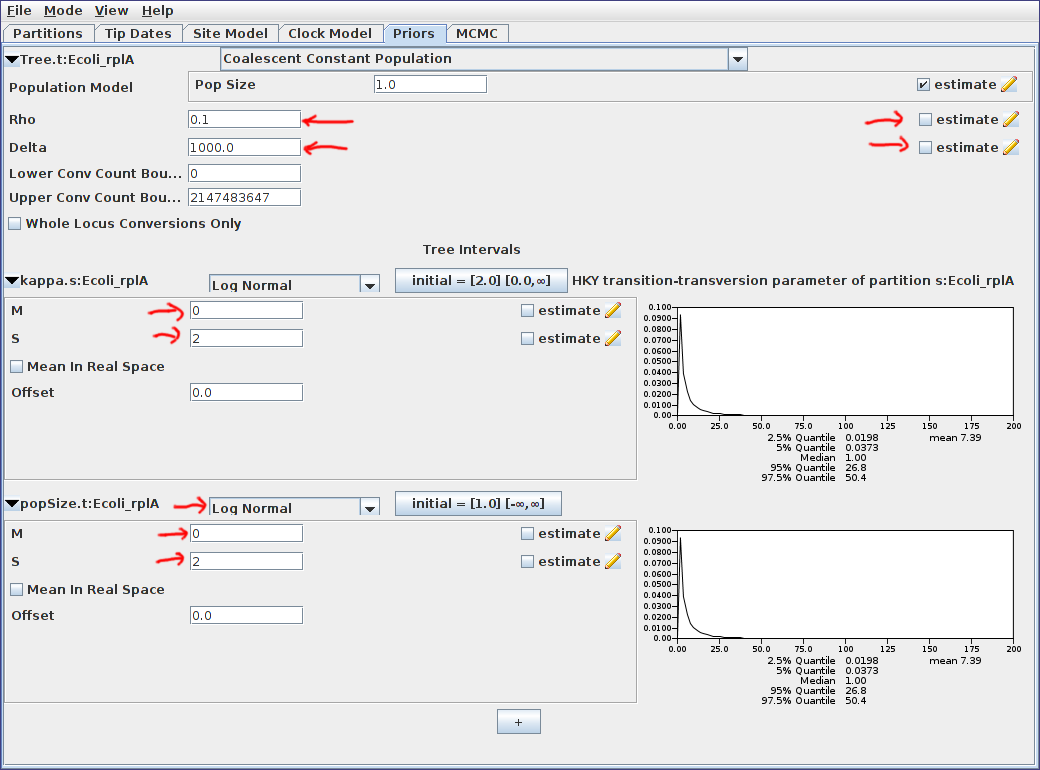 File Mode View Help
Partitions Tip Dates Site Model Clock Model Priors MCMC
Tree.t:Ecoli_rplA Coalescent Constant Population
Population Model Pop Size 1.0 estimate
Rho 0.1 estimate
Delta 1000.0 estimate
Lower Conv Count Bou... 0
Upper Conv Count Bou... 2147483647
Whole Locus Conversions Only
Tree Intervals
kappa.s:Ecoli_rplA Log Normal initial = [2.0] [0.0,∞] HKY transition-transversion parameter of partition s:Ecoli_rplA
M 0 estimate
S 2 estimate
Mean In Real Space
Offset 0.0
0.100
0.0900
0.0800
0.0700
0.0600
0.0500
0.0400
0.0300
0.0200
0.0100
0.00
0.00 25.0 50.0 75.0 100 125 150 175 200
2.5% Quantile 0.0198 mean 7.39
5% Quantile 0.0373
Median 1.00
95% Quantile 26.8
97.5% Quantile 50.4
popSize.t:Ecoli_rplA Log Normal initial = [1.0] [-∞,∞]
M 0 estimate
S 2 estimate
Mean In Real Space
Offset 0.0
0.100
0.0900
0.0800
0.0700
0.0600
0.0500
0.0400
0.0300
0.0200
0.0100
0.00
0.00 25.0 50.0 75.0 100 125 150 175 200
2.5% Quantile 0.0198 mean 7.39
5% Quantile 0.0373
Median 1.00
95% Quantile 26.8
97.5% Quantile 50.4
+